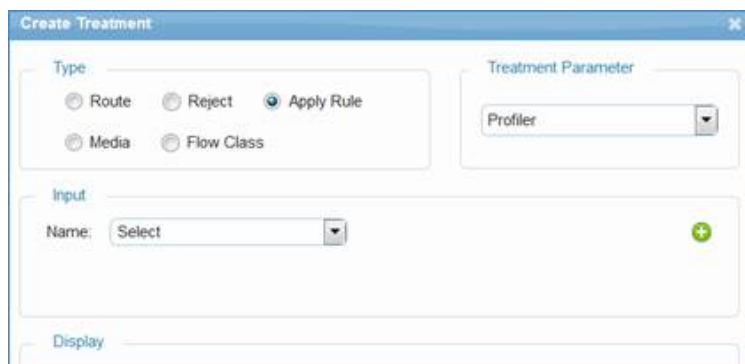 Create Treatment
Type
Treatment Parameter
Route Reject Apply Rule
Profiler
Media Flow Class
Input
Name: Select
Display